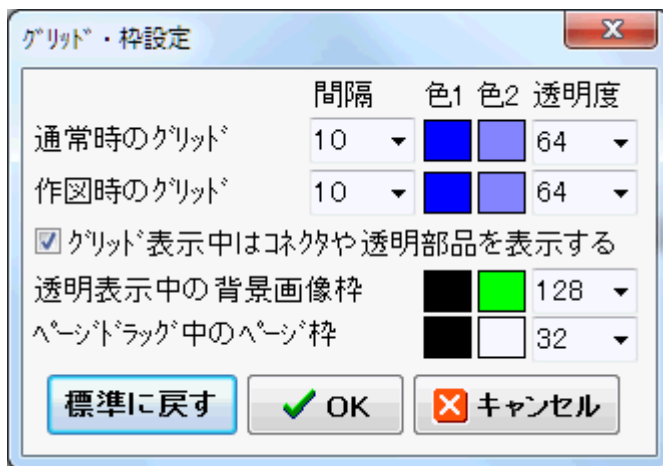 グリッド・枠設定
間隔 色1 色2 透明度
通常時のグリッド 10 64
作図時のグリッド 10 64
グリッド表示中はコネクタや透明部品を表示する
透明表示中の背景画像枠 128
ページドラッグ中のページ枠 32
標準に戻す OK キャンセル